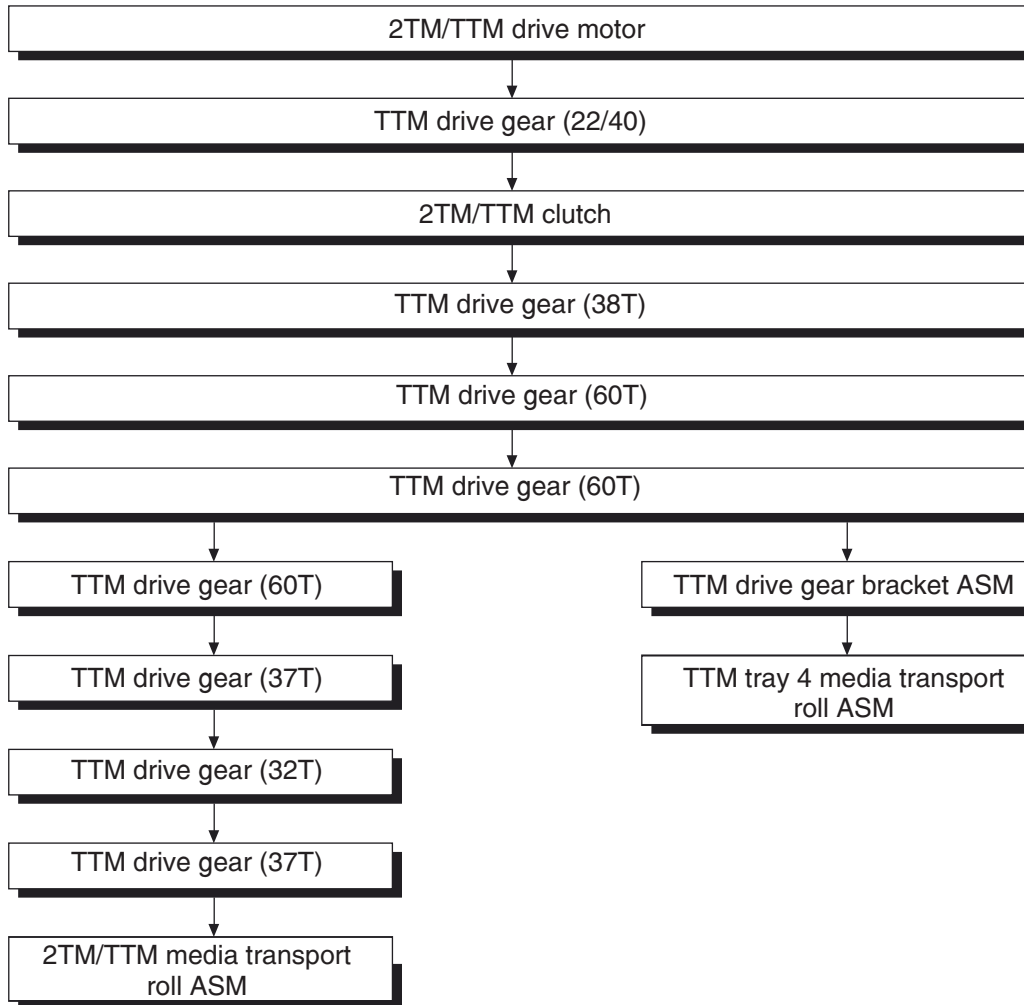 2TM/TTM drive motor
TTM drive gear (22/40)
2TM/TTM clutch
TTM drive gear (38T)
TTM drive gear (60T)
TTM drive gear (60T)
TTM drive gear (60T)
TTM drive gear (37T)
TTM drive gear (32T)
TTM drive gear (37T)
2TM/TTM media transport
roll ASM
TTM drive gear bracket ASM
TTM tray 4 media transport
roll ASM